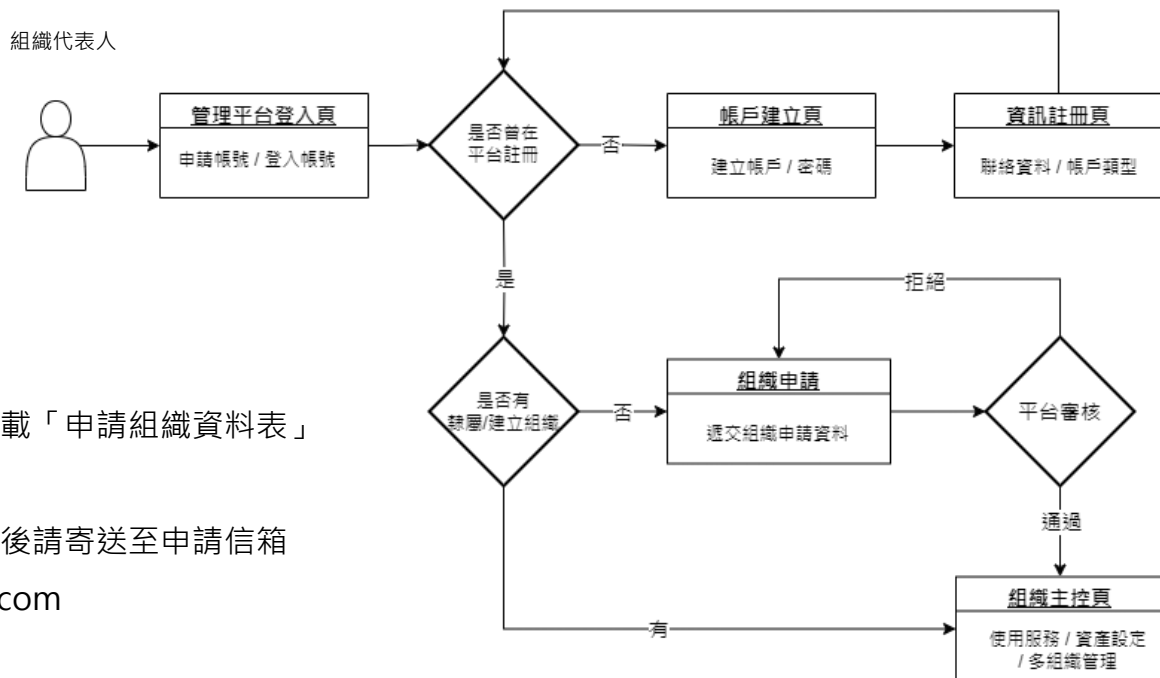 組織代表人
管理平台登入頁
申請帳號 / 登入帳號
是否曾在
平台註冊
否
帳戶建立頁
建立帳戶 / 密碼
資訊註冊頁
聯絡資料 / 帳戶類型
是
拒絕
是否有
隸屬/建立組織
否
組織申請
遞交組織申請資料
平台審核
載「申請組織資料表」
後請寄送至申請信箱
com
通過
有
組織主控頁
使用服務 / 資產設定
/ 多組織管理